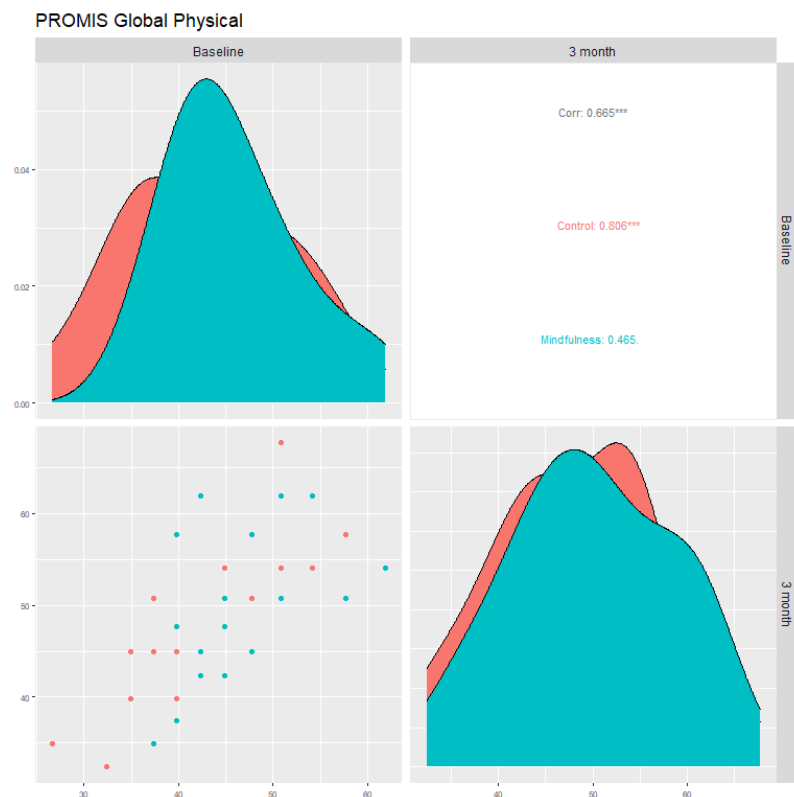 PROMIS Global Physical
Baseline
3 month
0.04
0.02
0.00
Corr: 0.665***
Control: 0.806***
Mindfulness: 0.465.
Baseline
60
50
40
3 month
30
40
50
60
40
50
60